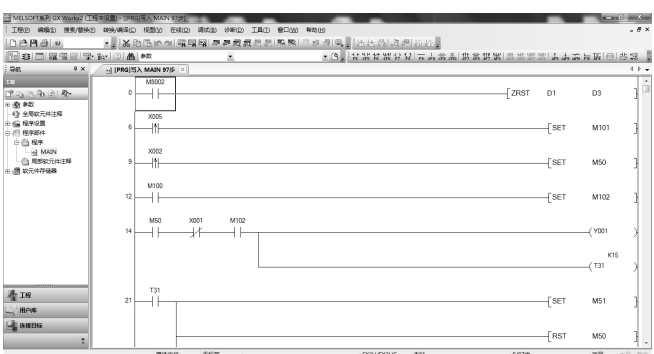 MELSOFT系列 GX Works2 (工程未设置) - [[PRG]写入 MAIN 97步]
工程(P) 编辑(E) 搜索/替换(F) 转换/编译(C) 视图(V) 在线(O) 调试(B) 诊断(D) 工具(T) 窗口(W) 帮助(H)
参数
导航
[PRG]写入 MAIN 97步
工程
参数
全局软元件注释
程序设置
程序部件
程序
MAIN
局部软元件注释
软元件存储器
工程
用户库
连接目标
M8002
0 ZRST D1 D3
X005
6 SET M101
X002
9 SET M50
M100
12 SET M102
M50 X001 M102
14 Y001
K15
T31
T31
21 SET M51
RST M50